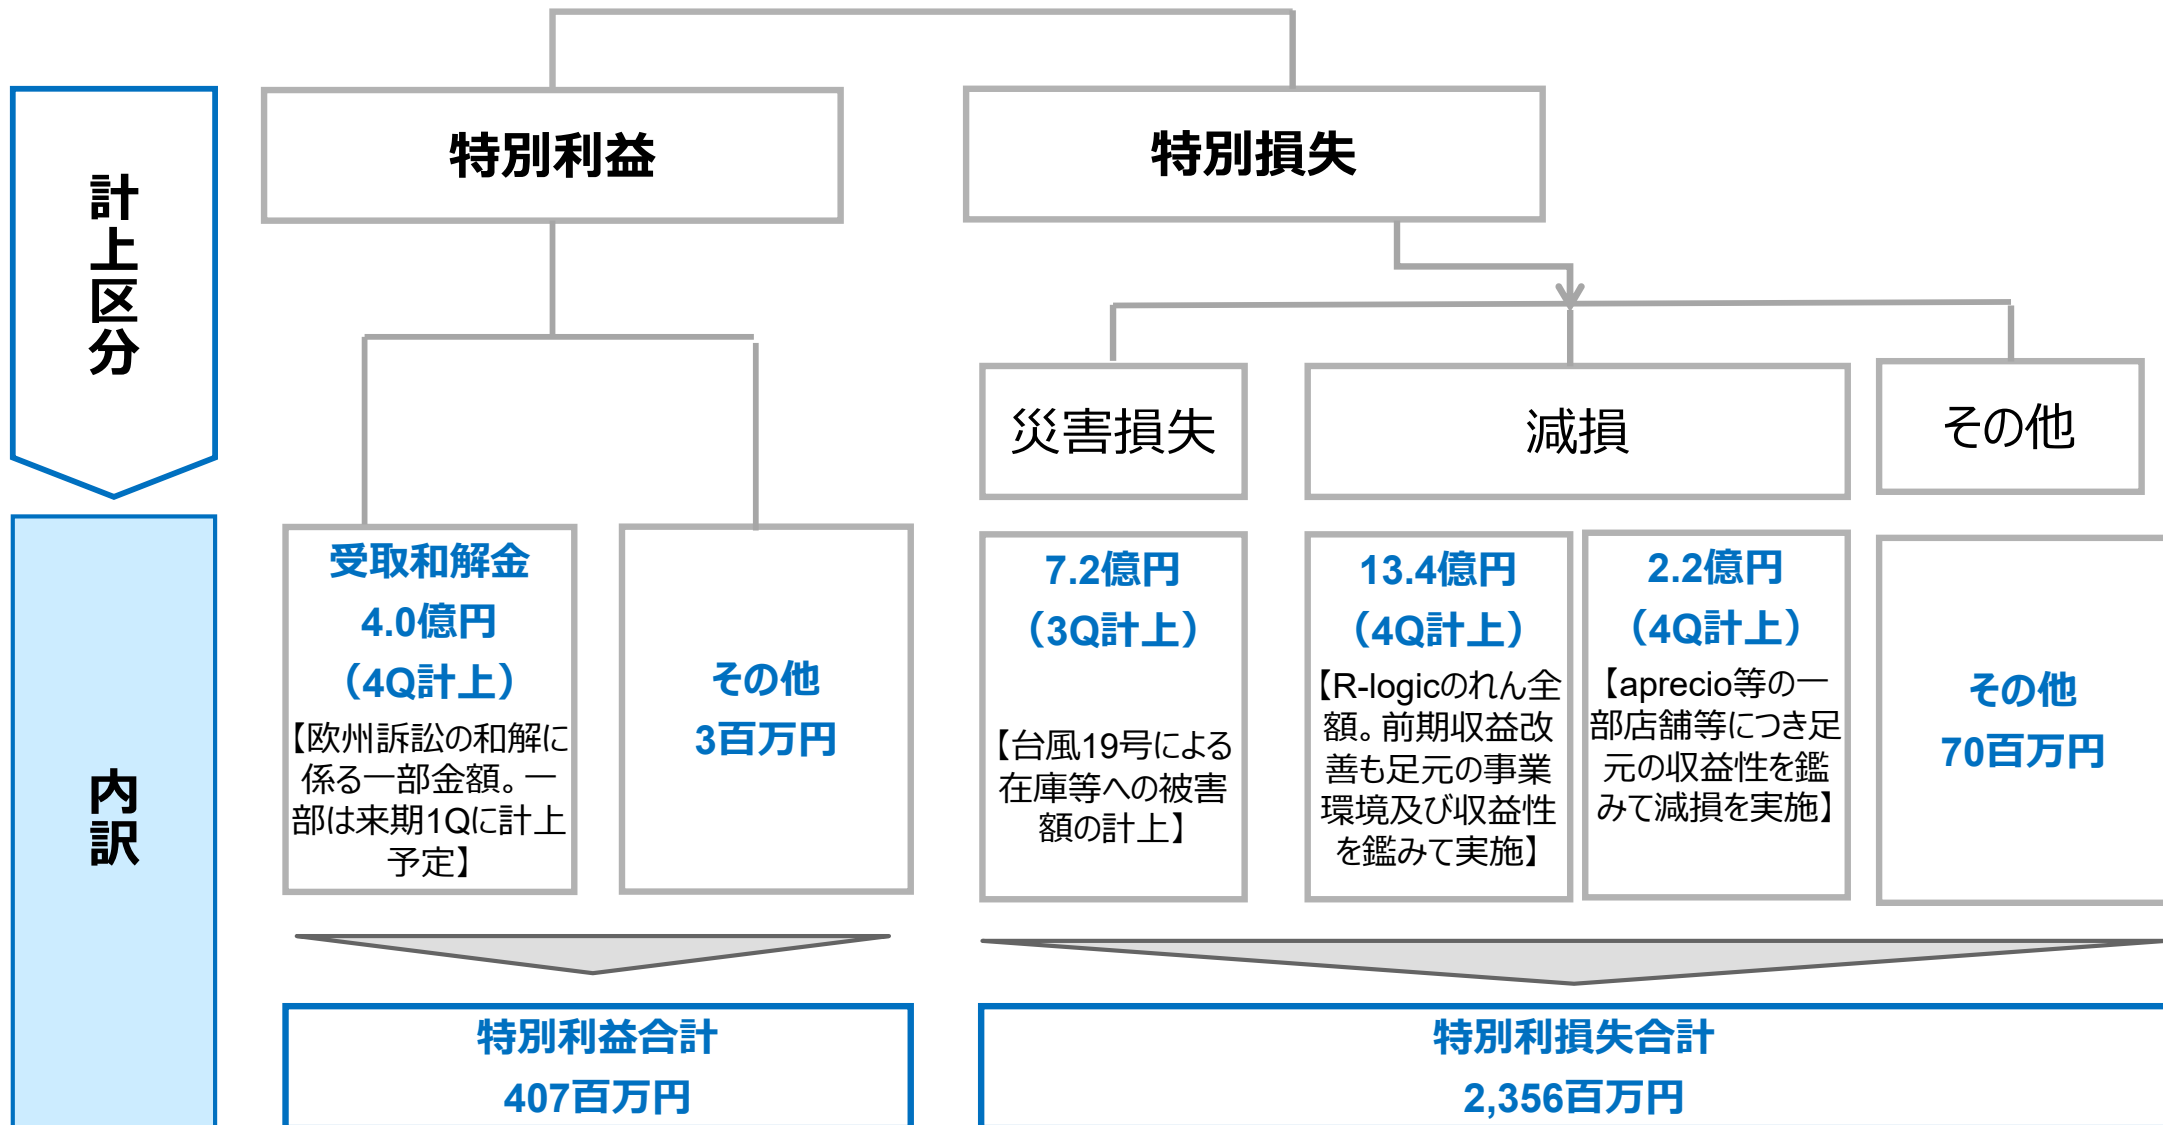 計上区分
特別利益
特別損失
災害損失
減損
その他
内訳
受取和解金
4.0億円
（4Q計上）
【欧州訴訟の和解に
係る一部金額。一
部は来期1Qに計上
予定】
その他
3百万円
7.2億円
（3Q計上）
【台風19号による
在庫等への被害
額の計上】
13.4億円
（4Q計上）
【R-logicのれん全
額。前期収益改
善も足元の事業
環境及び収益性
を鑑みて実施】
2.2億円
（4Q計上）
【aprecio等の一
部店舗等につき足
元の収益性を鑑
みて減損を実施】
その他
70百万円
特別利益合計
407百万円
特別利損失合計
2,356百万円